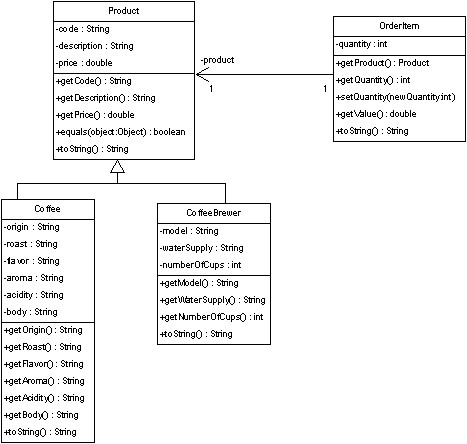 Product
-code : String
-description : String
-price : double
+getCode() : String
+getDescription() : String
+getPrice() : double
+equals(object:Object) : boolean
+toString() : String
-product
1
1
OrderItem
-quantity : int
+getProduct() : Product
+getQuantity() : int
+setQuantity(newQuantity:int)
+getValue() : double
+toString() : String
Coffee
-origin : String
-roast : String
-flavor : String
-aroma : String
-acidity : String
-body : String
+getOrigin() : String
+getRoast() : String
+getFlavor() : String
+getAroma() : String
+getAcidity() : String
+getBody() : String
+toString() : String
CoffeeBrewer
-model : String
-waterSupply : String
-numberOfCups : int
+getModel() : String
+getWaterSupply() : String
+getNumberOfCups() : int
+toString() : String